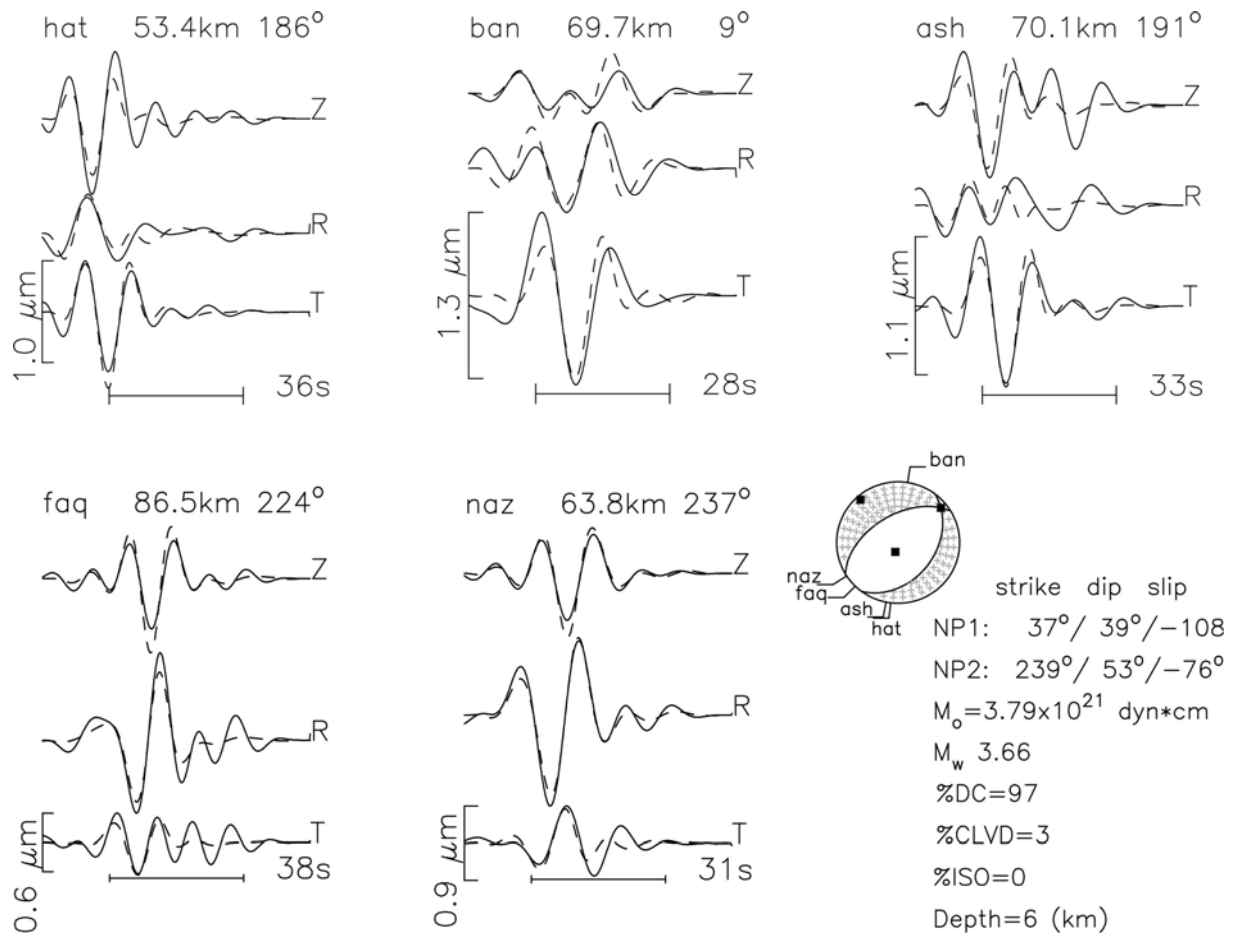 hat 53.4km 186°
Z
R
T
1.0 μm
36s
ban 69.7km 9°
Z
R
T
1.3 μm
28s
ash 70.1km 191°
Z
R
T
1.1 μm
33s
faq 86.5km 224°
Z
R
T
0.6 μm
38s
naz 63.8km 237°
Z
R
T
0.9 μm
31s
ban
naz
faq
ash
hat
strike dip slip
NP1: 37°/ 39°/-108
NP2: 239°/ 53°/-76°
Mo=3.79x10^21 dyn*cm
Mw 3.66
%DC=97
%CLVD=3
%ISO=0
Depth=6 (km)